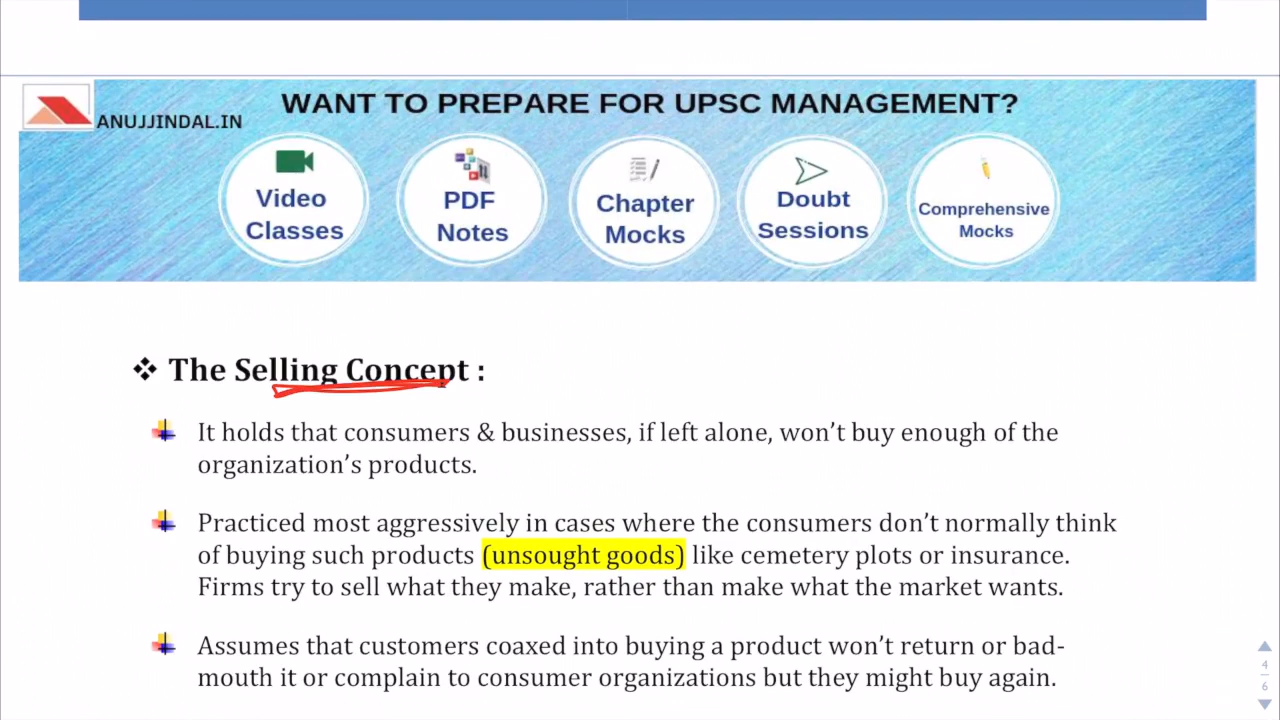 WANT TO PREPARE FOR UPSC MANAGEMENT?
ANUJJINDAL.IN
Video
Classes
PDF
Notes
Chapter
Mocks
Doubt
Sessions
Comprehensive
Mocks
❖ The Selling Concept :
It holds that consumers & businesses, if left alone, won’t buy enough of the
organization’s products.
Practiced most aggressively in cases where the consumers don’t normally think
of buying such products (unsought goods) like cemetery plots or insurance.
Firms try to sell what they make, rather than make what the market wants.
Assumes that customers coaxed into buying a product won’t return or bad-
mouth it or complain to consumer organizations but they might buy again.
4
6